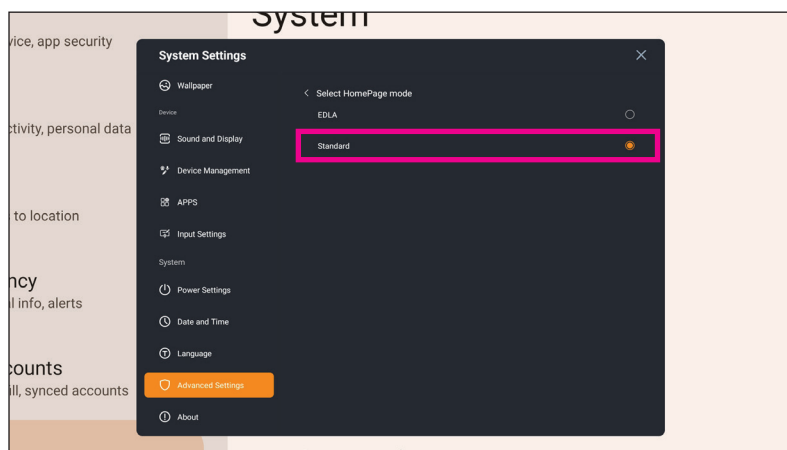 System
vice, app security
ctivity, personal data
to location
ncy
al info, alerts
counts
ill, synced accounts
System Settings
Wallpaper
Device
Sound and Display
Device Management
APPS
Input Settings
System
Power Settings
Date and Time
Language
Advanced Settings
About
< Select HomePage mode
EDLA
Standard